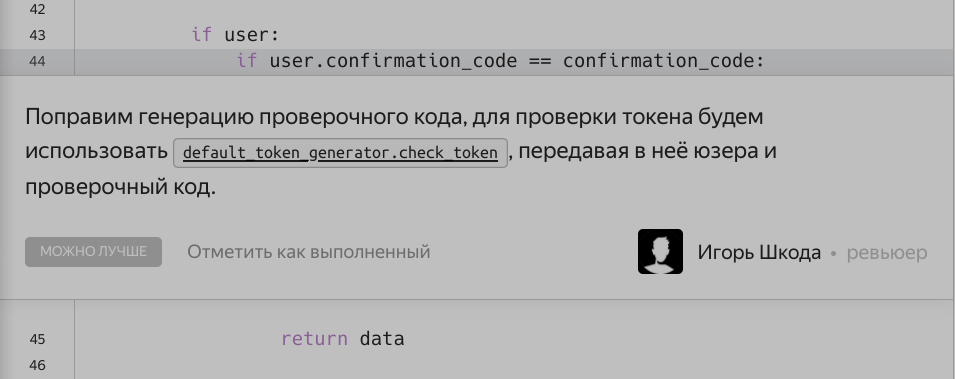 42
43 if user:
44 if user.confirmation_code == confirmation_code:
Поправим генерацию проверочного кода, для проверки токена будем
использовать default_token_generator.check_token, передавая в неё юзера и
проверочный код.
МОЖНО ЛУЧШЕ Отметить как выполненный Игорь Шкода • ревьюер
45 return data
46